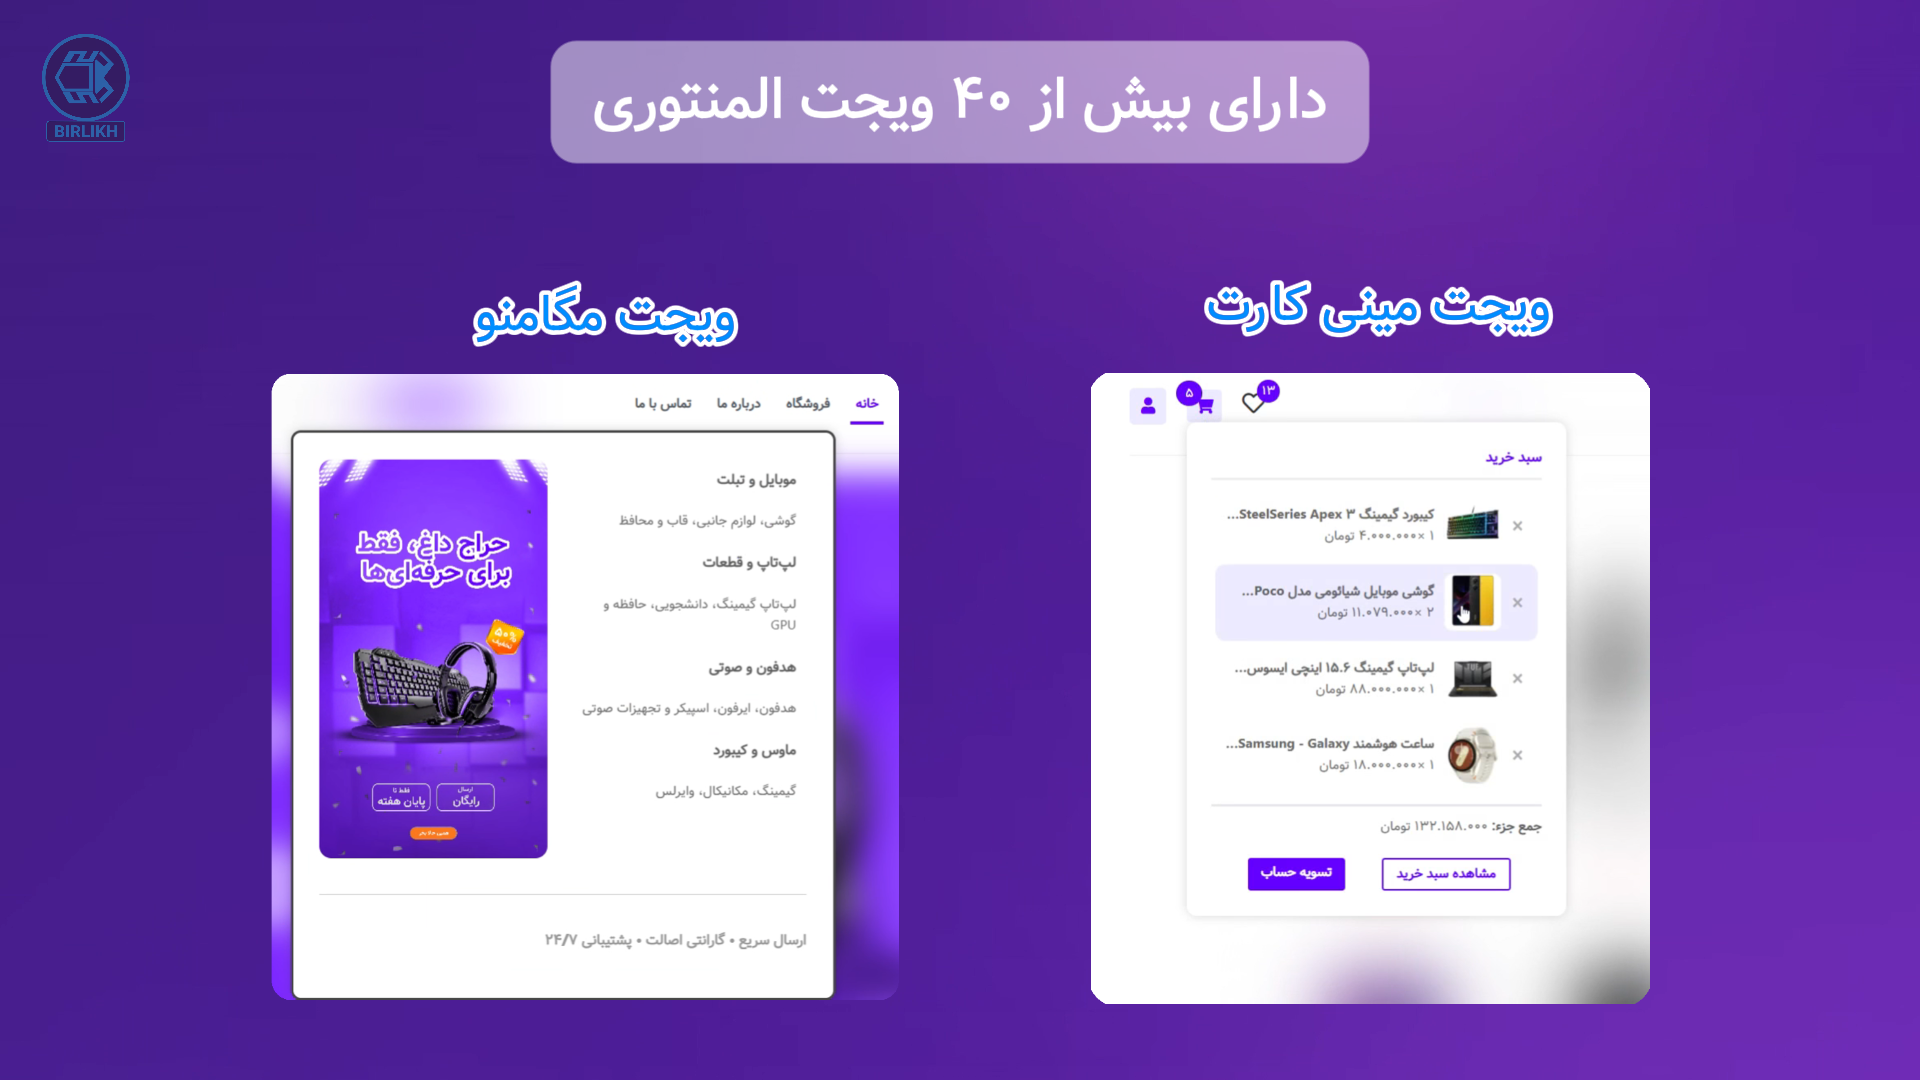 BIRLIKH
دارای بیش از ۴۰ ویجت المنتوری
ویجت مینی کارت
۵
۱۳
سبد خرید
کیبورد گیمینگ SteelSeries Apex ۳...
۱ × ۴.۰۰۰.۰۰۰ تومان
گوشی موبایل شیائومی مدل Poco...
۲ × ۱۱.۰۷۹.۰۰۰ تومان
لپ‌تاپ گیمینگ ۱۵.۶ اینچی ایسوس...
۱ × ۸۸.۰۰۰.۰۰۰ تومان
ساعت هوشمند Samsung - Galaxy...
۱ × ۱۸.۰۰۰.۰۰۰ تومان
جمع جزء: ۱۳۲.۱۵۸.۰۰۰ تومان
مشاهده سبد خرید
تسویه حساب
ویجت مگامنو
خانه
فروشگاه
درباره ما
تماس با ما
موبایل و تبلت
گوشی، لوازم جانبی، قاب و محافظ
لپ‌تاپ و قطعات
لپ‌تاپ گیمینگ، دانشجویی، حافظه و
GPU
هدفون و صوتی
هدفون، ایرفون، اسپیکر و تجهیزات صوتی
ماوس و کیبورد
گیمینگ، مکانیکال، وایرلس
حراج داغ، فقط
برای حرفه‌ای‌ها
۵۰%
تخفیف
ارسال
رایگان
فقط تا
پایان هفته
ارسال سریع • گارانتی اصالت • پشتیبانی ۲۴/۷